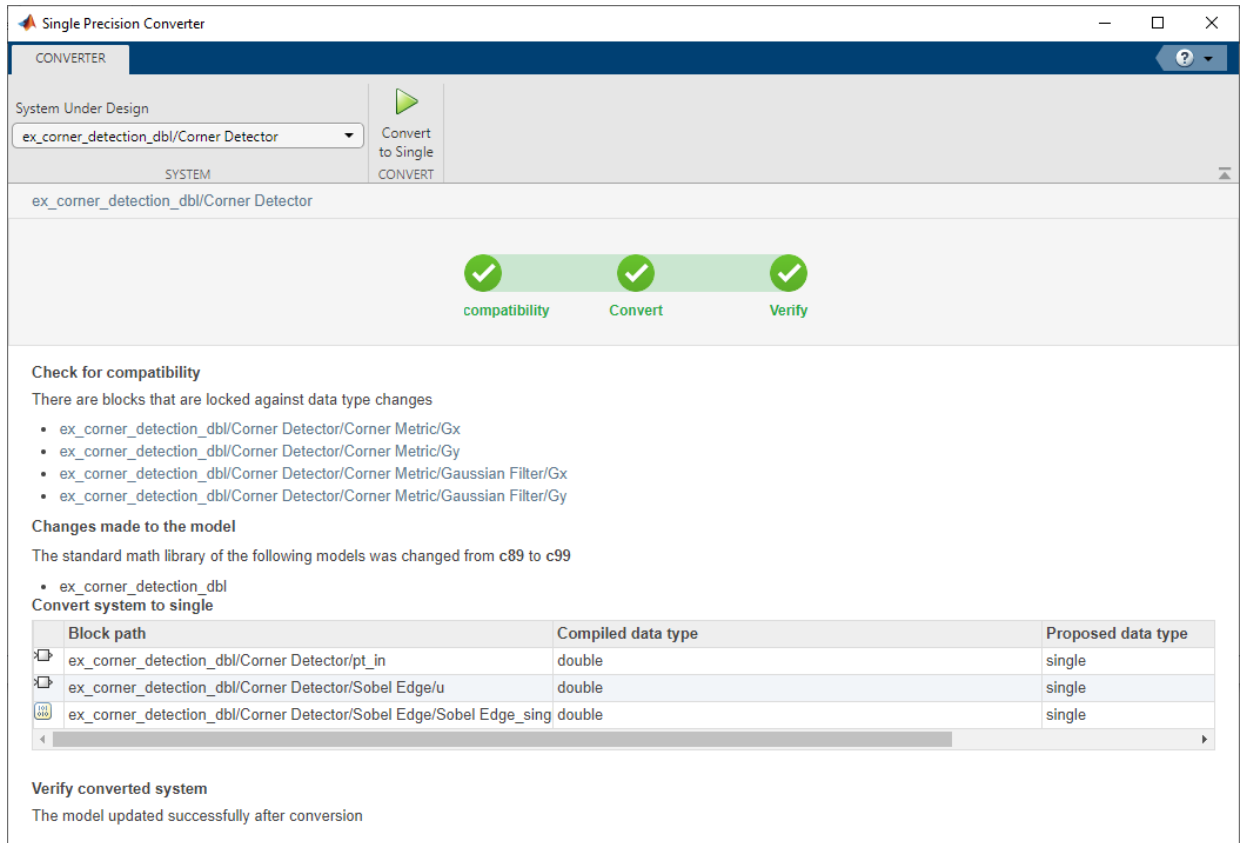 Single Precision Converter
CONVERTER
?
System Under Design
ex_corner_detection_dbl/Corner Detector
Convert
to Single
SYSTEM
CONVERT
ex_corner_detection_dbl/Corner Detector
compatibility Convert Verify
Check for compatibility
There are blocks that are locked against data type changes
• ex_corner_detection_dbl/Corner Detector/Corner Metric/Gx
• ex_corner_detection_dbl/Corner Detector/Corner Metric/Gy
• ex_corner_detection_dbl/Corner Detector/Corner Metric/Gaussian Filter/Gx
• ex_corner_detection_dbl/Corner Detector/Corner Metric/Gaussian Filter/Gy
Changes made to the model
The standard math library of the following models was changed from c89 to c99
• ex_corner_detection_dbl
Convert system to single
Block path Compiled data type Proposed data type
ex_corner_detection_dbl/Corner Detector/pt_in double single
ex_corner_detection_dbl/Corner Detector/Sobel Edge/u double single
ex_corner_detection_dbl/Corner Detector/Sobel Edge/Sobel Edge_sing double single
Verify converted system
The model updated successfully after conversion